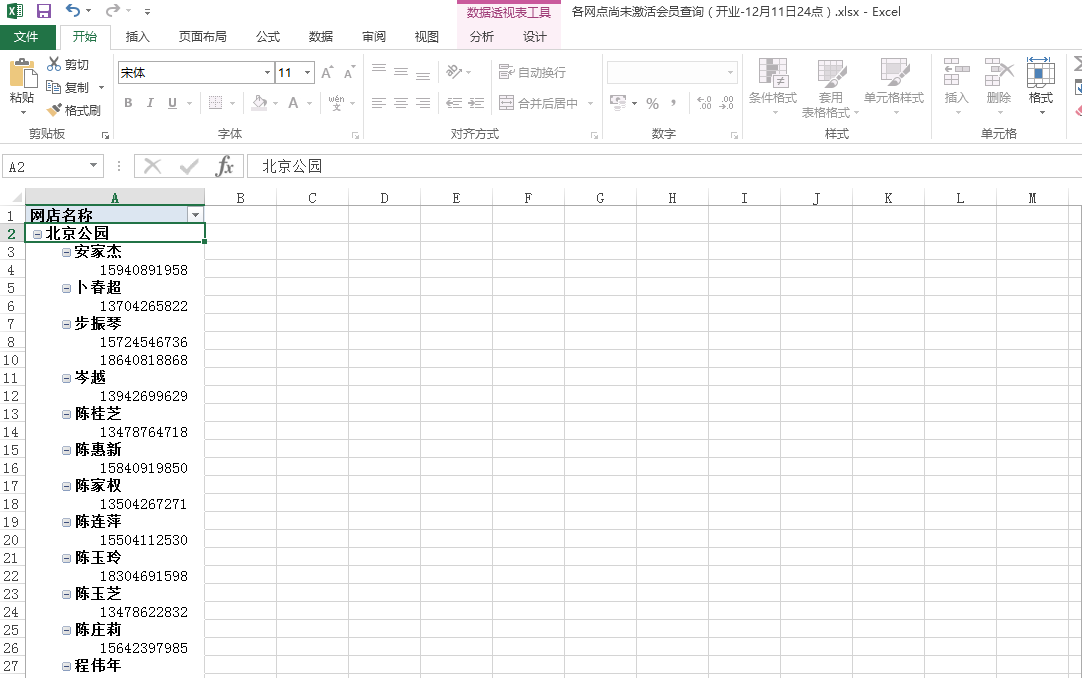 数据透视表工具 各网点尚未激活会员查询（开业-12月11日24点）.xlsx - Excel
文件 开始 插入 页面布局 公式 数据 审阅 视图 分析 设计
剪切
复制
格式刷
粘贴
剪贴板
宋体 11 A A
B I U A wén 文
字体
自动换行
合并后居中
对齐方式
% , .00 .00
数字
条件格式 套用表格格式 单元格样式
样式
插入 删除 格式
单元格
A2 fx 北京公园
A B C D E F G H I J K L M
1 网店名称
2 北京公园
3 安家杰
4 15940891958
5 卜春超
6 13704265822
7 步振琴
8 15724546736
10 18640818868
11 岑越
12 13942699629
13 陈桂芝
14 13478764718
15 陈惠新
16 15840919850
17 陈家权
18 13504267271
19 陈连萍
20 15504112530
21 陈玉玲
22 18304691598
23 陈玉芝
24 13478622832
25 陈庄莉
26 15642397985
27 程伟年